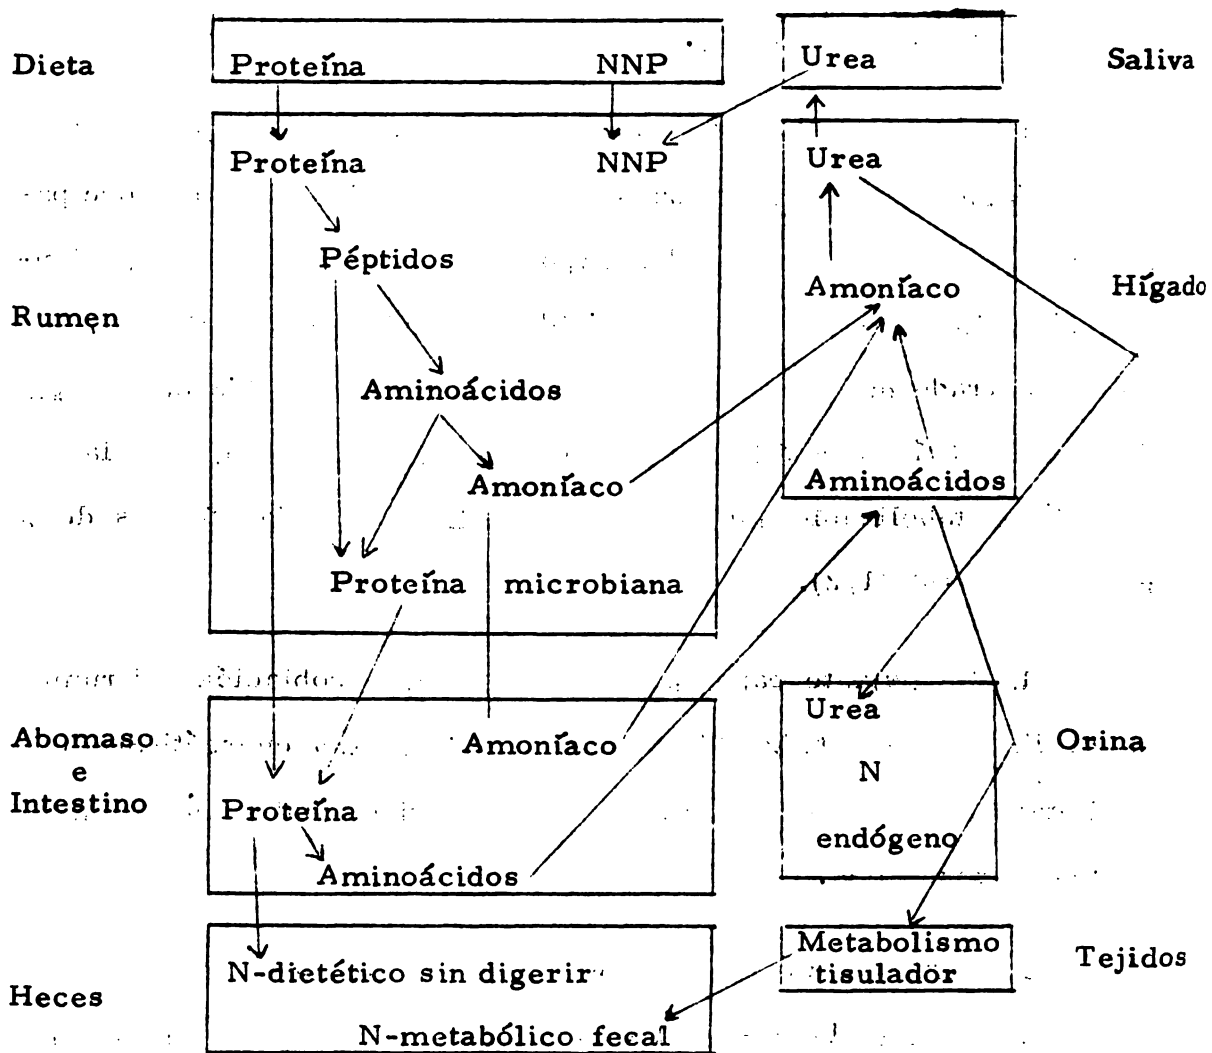 Dieta
Proteína NNP
Urea
Saliva
Proteína NNP
Urea
Péptidos
Amoníaco
Hígado
Rumen
Aminoácidos
Amoníaco
Aminoácidos
Proteína microbiana
Abomaso
e
Intestino
Amoníaco
Urea
N
endógeno
Orina
Proteína
Aminoácidos
Heces
N-dietético sin digerir
N-metabólico fecal
Metabolismo
tisulador
Tejidos